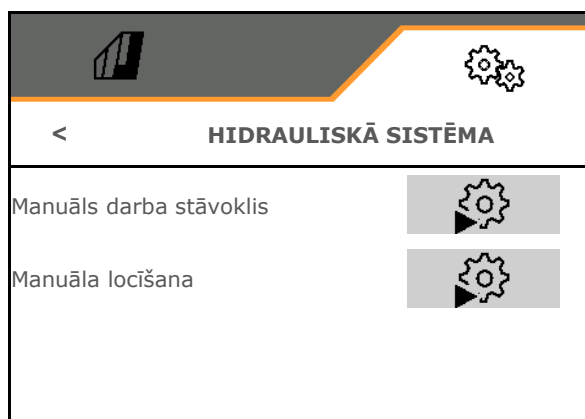 < HIDRAULISKĀ SISTĒMA
Manuāls darba stāvoklis
Manuāla locīšana